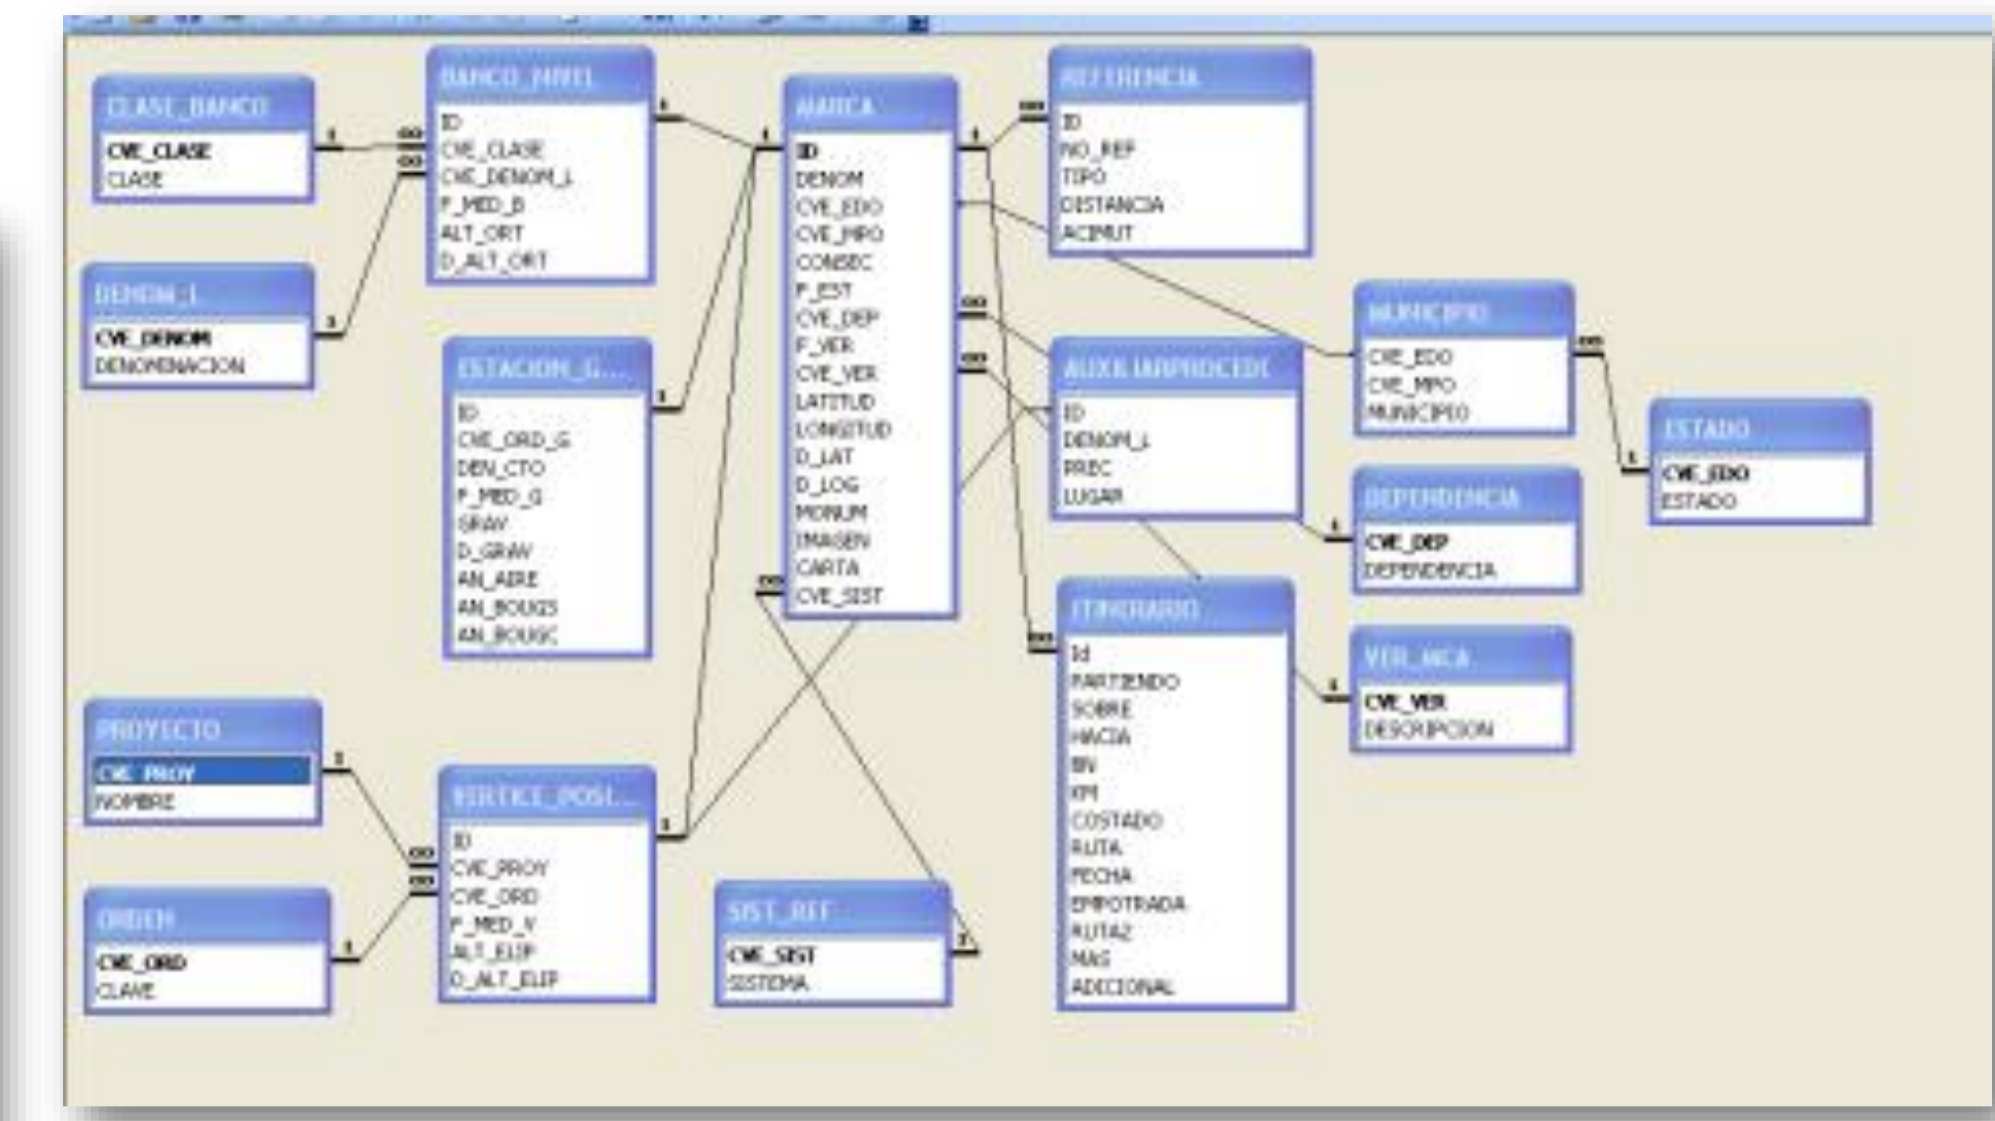 CLASE_BANCO
CVE_CLASE
CLASE
DENOM_L
CVE_DENOM
DENOMINACION
BANCO_NIVEL
ID
CVE_CLASE
CVE_DENOM_L
F_MED_B
ALT_ORT
D_ALT_ORT
ESTACION_G...
ID
CVE_ORD_G
DEN_CTO
F_MED_G
GRAV
D_GRAV
AN_AIRE
AN_BOUGS
AN_BOUGC
PROYECTO
CVE_PROY
NOMBRE
ORDEN
CVE_ORD
CLAVE
VERTICE_POSI...
ID
CVE_PROY
CVE_ORD
F_MED_V
ALT_ELIP
D_ALT_ELIP
MARCA
ID
DENOM
CVE_EDO
CVE_MPO
CONSEC
F_EST
CVE_DEP
F_VER
CVE_VER
LATITUD
LONGITUD
D_LAT
D_LOG
MONUM
IMAGEN
CARTA
CVE_SIST
SIST_REF
CVE_SIST
SISTEMA
REFERENCIA
ID
NO_REF
TIPO
DISTANCIA
ACIMUT
AUXILIARPROCEDE
ID
DENOM_L
PREC
LUGAR
ITINERARIO
Id
PARTIENDO
SOBRE
HACIA
BN
KM
COSTADO
RUTA
FECHA
EMPOTRADA
RUTA2
MAS
ADICIONAL
MUNICIPIO
CVE_EDO
CVE_MPO
MUNICIPIO
DEPENDENCIA
CVE_DEP
DEPENDENCIA
VER_MCA
CVE_VER
DESCRIPCION
ESTADO
CVE_EDO
ESTADO